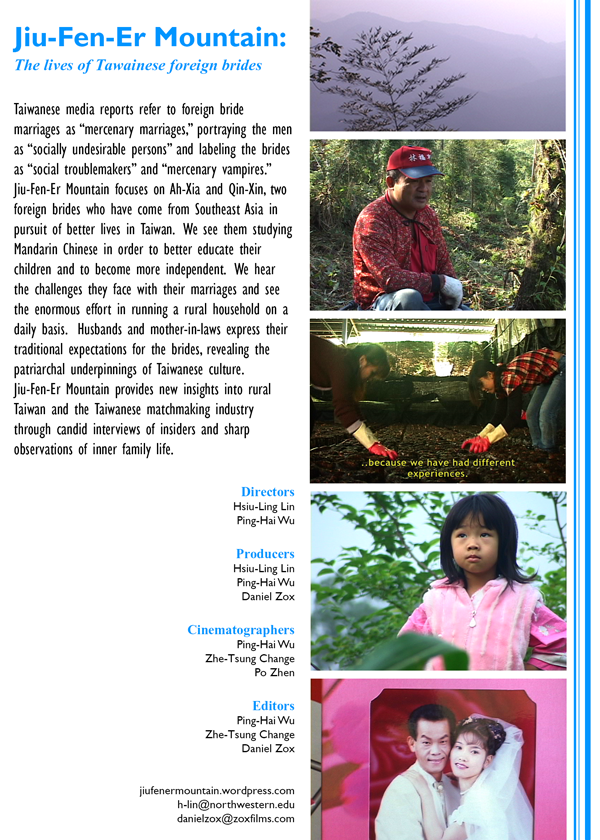 Jiu-Fen-Er Mountain:
The lives of Tawainese foreign brides
Taiwanese media reports refer to foreign bride
marriages as “mercenary marriages,” portraying the men
as “socially undesirable persons” and labeling the brides
as “social troublemakers” and “mercenary vampires.”
Jiu-Fen-Er Mountain focuses on Ah-Xia and Qin-Xin, two
foreign brides who have come from Southeast Asia in
pursuit of better lives in Taiwan. We see them studying
Mandarin Chinese in order to better educate their
children and to become more independent. We hear
the challenges they face with their marriages and see
the enormous effort in running a rural household on a
daily basis. Husbands and mother-in-laws express their
traditional expectations for the brides, revealing the
patriarchal underpinnings of Taiwanese culture.
Jiu-Fen-Er Mountain provides new insights into rural
Taiwan and the Taiwanese matchmaking industry
through candid interviews of insiders and sharp
observations of inner family life.
Directors
Hsiu-Ling Lin
Ping-Hai Wu
Producers
Hsiu-Ling Lin
Ping-Hai Wu
Daniel Zox
Cinematographers
Ping-Hai Wu
Zhe-Tsung Change
Po Zhen
Editors
Ping-Hai Wu
Zhe-Tsung Change
Daniel Zox
jiufenermountain.wordpress.com
h-lin@northwestern.edu
danielzox@zoxfilms.com
..because we have had different
experiences.